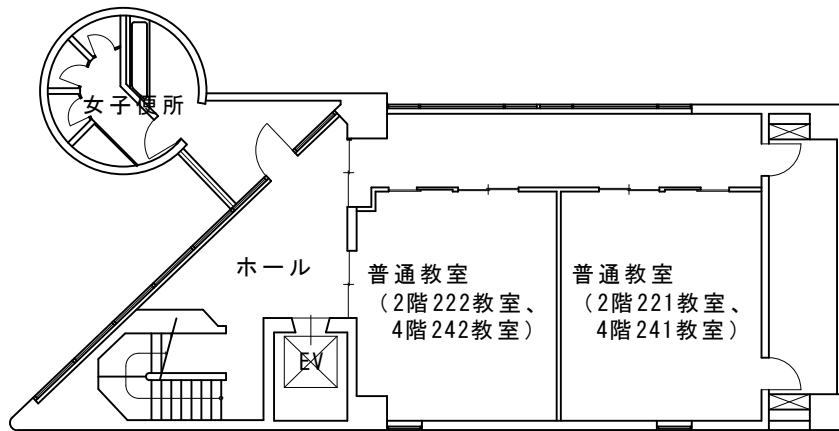 女子便所
ホール
普通教室
（2階222教室、
4階242教室）
普通教室
（2階221教室、
4階241教室）
EV